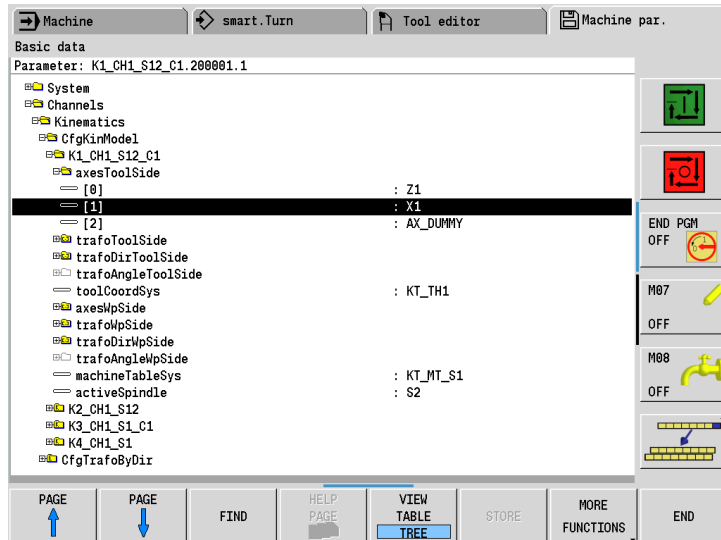 Machine
smart.Turn
Tool editor
Machine par.
Basic data
Parameter: K1_CH1_S12_C1.200001.1
System
Channels
Kinematics
CfgKinModel
K1_CH1_S12_C1
axesToolSide
[0] : Z1
[1] : X1
[2] : AX_DUMMY
trafoToolSide
trafoDirToolSide
trafoAngleToolSide
toolCoordSys : KT_TH1
axesWpSide
trafoWpSide
trafoDirWpSide
trafoAngleWpSide
machineTableSys : KT_MT_S1
activeSpindle : S2
K2_CH1_S12
K3_CH1_S1_C1
K4_CH1_S1
CfgTrafoByDir
END PGM
OFF
M07
OFF
M08
OFF
PAGE
PAGE
FIND
HELP
PAGE
VIEW
TABLE
TREE
STORE
MORE
FUNCTIONS
END